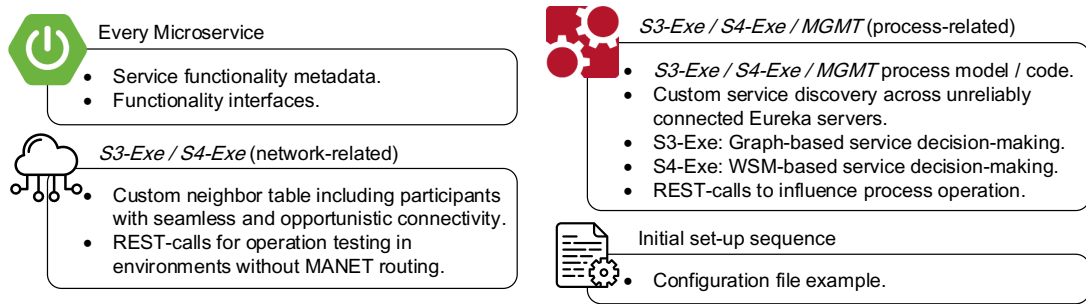 Every Microservice
• Service functionality metadata.
• Functionality interfaces.
S3-Exe / S4-Exe (network-related)
• Custom neighbor table including participants
with seamless and opportunistic connectivity.
• REST-calls for operation testing in
environments without MANET routing.
S3-Exe / S4-Exe / MGMT (process-related)
• S3-Exe / S4-Exe / MGMT process model / code.
• Custom service discovery across unreliably
connected Eureka servers.
• S3-Exe: Graph-based service decision-making.
• S4-Exe: WSM-based service decision-making.
• REST-calls to influence process operation.
Initial set-up sequence
• Configuration file example.